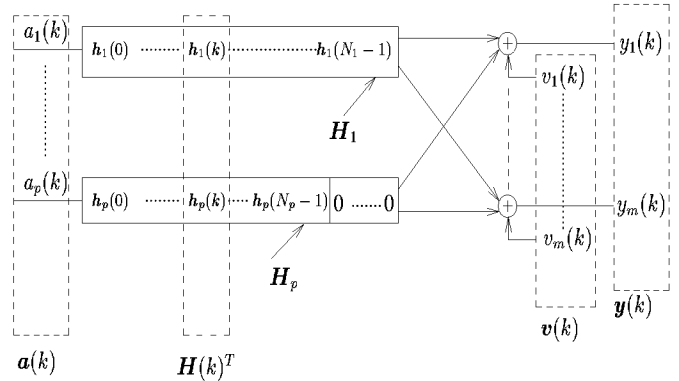 a₁(k) h₁(0) ········ h₁(k) ················ h₁(N₁ − 1) + y₁(k)
v₁(k)
H₁
aₚ(k) hₚ(0) ······· hₚ(k) ···· hₚ(Nₚ−1) 0 ······ 0 + yₘ(k)
vₘ(k)
Hₚ
y(k)
v(k)
a(k) H(k)ᵀ